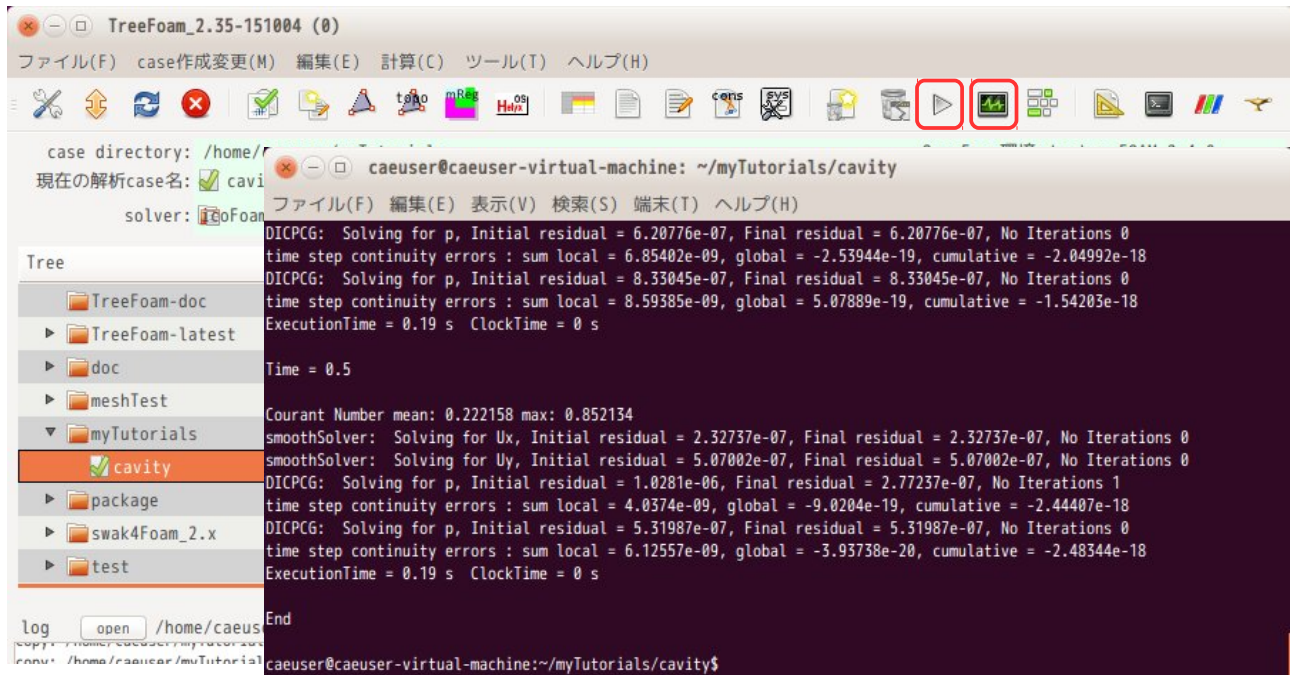 TreeFoam_2.35-151004 (0)
ファイル(F) case作成変更(M) 編集(E) 計算(C) ツール(T) ヘルプ(H)
topo mReg Helyx OS cons SYS
case directory: /home/
現在の解析case名: cavi
solver: icoFoam
Tree
TreeFoam-doc
TreeFoam-latest
doc
meshTest
myTutorials
cavity
package
swak4Foam_2.x
test
log open /home/caeuse
copy: /home/caeuser/myTutorial
caeuser@caeuser-virtual-machine: ~/myTutorials/cavity
ファイル(F) 編集(E) 表示(V) 検索(S) 端末(T) ヘルプ(H)
DICPCG: Solving for p, Initial residual = 6.20776e-07, Final residual = 6.20776e-07, No Iterations 0
time step continuity errors : sum local = 6.85402e-09, global = -2.53944e-19, cumulative = -2.04992e-18
DICPCG: Solving for p, Initial residual = 8.33045e-07, Final residual = 8.33045e-07, No Iterations 0
time step continuity errors : sum local = 8.59385e-09, global = 5.07889e-19, cumulative = -1.54203e-18
ExecutionTime = 0.19 s ClockTime = 0 s
Time = 0.5
Courant Number mean: 0.222158 max: 0.852134
smoothSolver: Solving for Ux, Initial residual = 2.32737e-07, Final residual = 2.32737e-07, No Iterations 0
smoothSolver: Solving for Uy, Initial residual = 5.07002e-07, Final residual = 5.07002e-07, No Iterations 0
DICPCG: Solving for p, Initial residual = 1.0281e-06, Final residual = 2.77237e-07, No Iterations 1
time step continuity errors : sum local = 4.0374e-09, global = -9.0204e-19, cumulative = -2.44407e-18
DICPCG: Solving for p, Initial residual = 5.31987e-07, Final residual = 5.31987e-07, No Iterations 0
time step continuity errors : sum local = 6.12557e-09, global = -3.93738e-20, cumulative = -2.48344e-18
ExecutionTime = 0.19 s ClockTime = 0 s
End
caeuser@caeuser-virtual-machine:~/myTutorials/cavity$